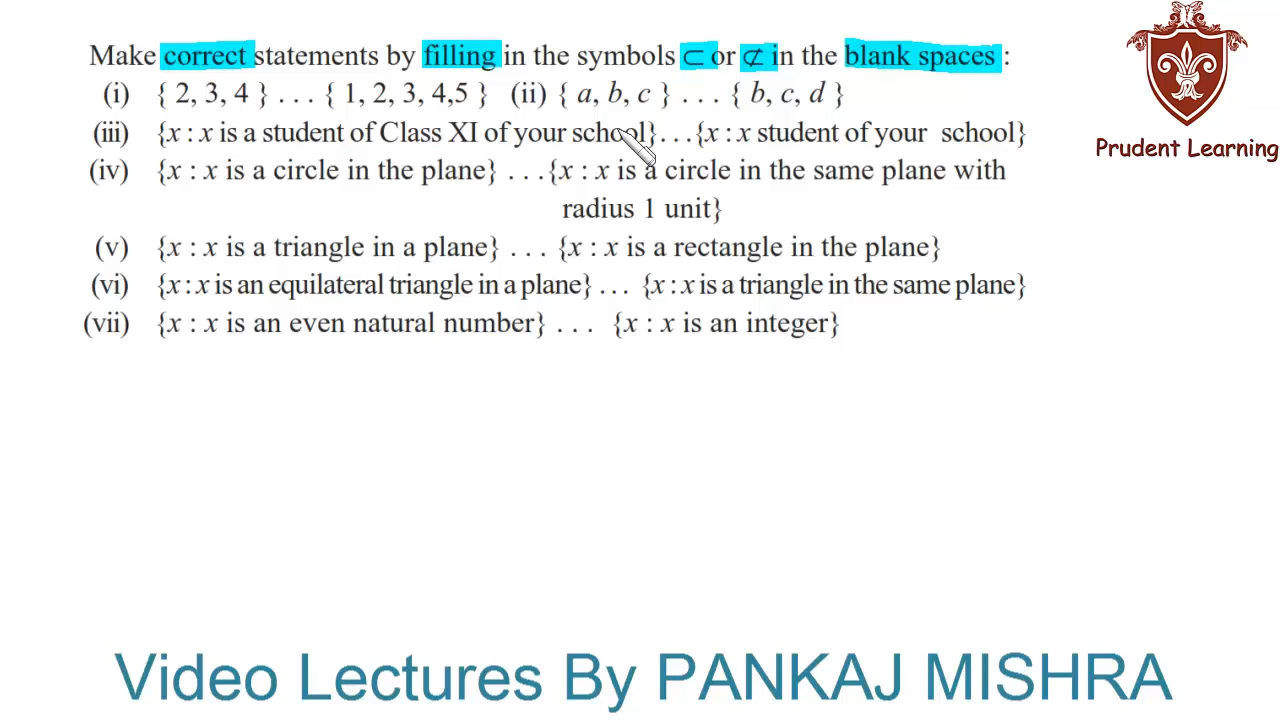 Make correct statements by filling in the symbols ⊂ or ⊄ in the blank spaces :
(i) { 2, 3, 4 } . . . { 1, 2, 3, 4,5 } (ii) { a, b, c } . . . { b, c, d }
(iii) {x : x is a student of Class XI of your school}. . .{x : x student of your school}
(iv) {x : x is a circle in the plane} . . .{x : x is a circle in the same plane with
radius 1 unit}
(v) {x : x is a triangle in a plane} . . . {x : x is a rectangle in the plane}
(vi) {x : x is an equilateral triangle in a plane} . . . {x : x is a triangle in the same plane}
(vii) {x : x is an even natural number} . . . {x : x is an integer}
Prudent Learning
Video Lectures By PANKAJ MISHRA